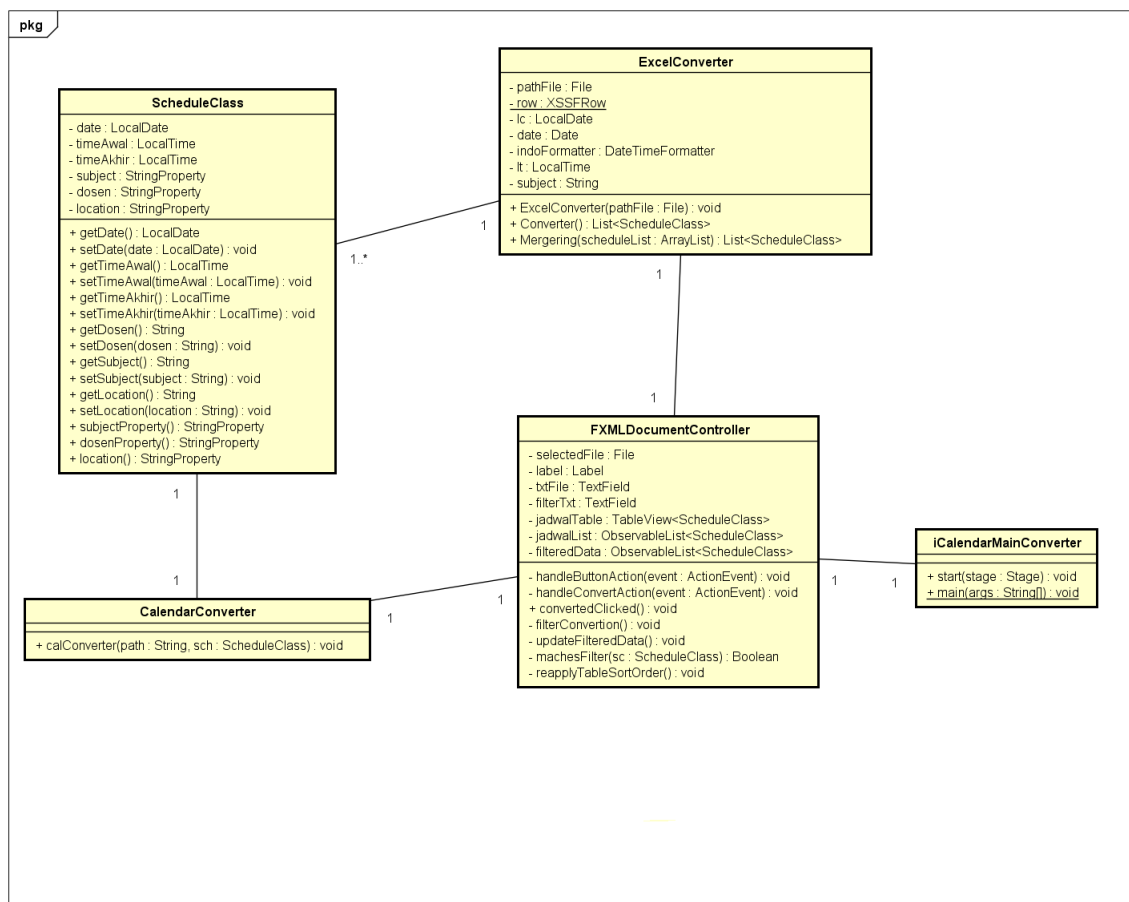 pkg
ScheduleClass
- date : LocalDate
- timeAwal : LocalTime
- timeAkhir : LocalTime
- subject : StringProperty
- dosen : StringProperty
- location : StringProperty
+ getDate() : LocalDate
+ setDate(date : LocalDate) : void
+ getTimeAwal() : LocalTime
+ setTimeAwal(timeAwal : LocalTime) : void
+ getTimeAkhir() : LocalTime
+ setTimeAkhir(timeAkhir : LocalTime) : void
+ getDosen() : String
+ setDosen(dosen : String) : void
+ getSubject() : String
+ setSubject(subject : String) : void
+ getLocation() : String
+ setLocation(location : String) : void
+ subjectProperty() : StringProperty
+ dosenProperty() : StringProperty
+ location() : StringProperty
ExcelConverter
- pathFile : File
- row : XSSFRow
- lc : LocalDate
- date : Date
- indoFormatter : DateTimeFormatter
- lt : LocalTime
- subject : String
+ ExcelConverter(pathFile : File) : void
+ Converter() : List<ScheduleClass>
+ Mergering(scheduleList : ArrayList) : List<ScheduleClass>
1
1..*
1
1
FXMLDocumentController
- selectedFile : File
- label : Label
- txtFile : TextField
- filterTxt : TextField
- jadwalTable : TableView<ScheduleClass>
- jadwalList : ObservableList<ScheduleClass>
- filteredData : ObservableList<ScheduleClass>
- handleButtonAction(event : ActionEvent) : void
- handleConvertAction(event : ActionEvent) : void
+ convertedClicked() : void
- filterConvertion() : void
- updateFilteredData() : void
- machesFilter(sc : ScheduleClass) : Boolean
- reapplyTableSortOrder() : void
iCalendarMainConverter
+ start(stage : Stage) : void
+ main(args : String[]) : void
1
1
1
1
1
1
CalendarConverter
+ calConverter(path : String, sch : ScheduleClass) : void